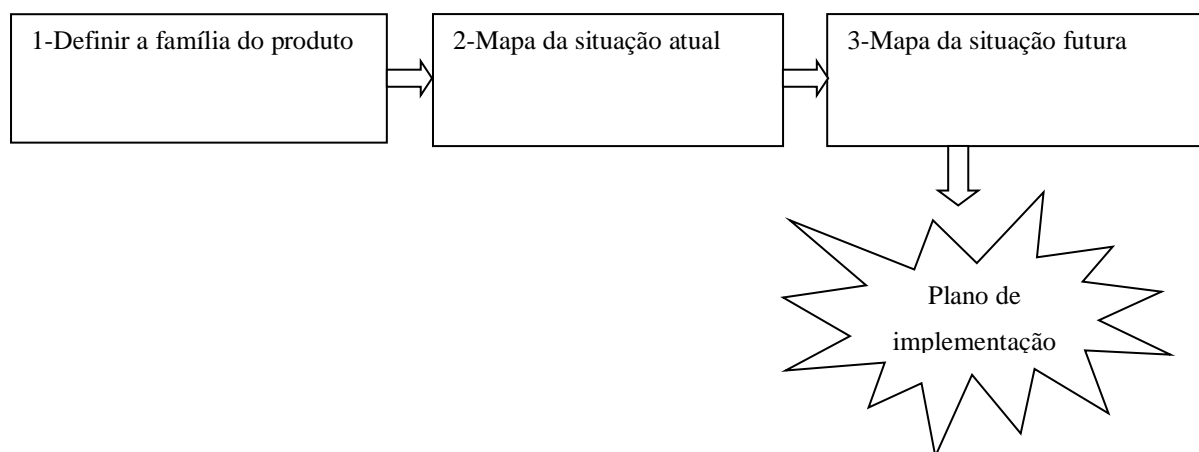 1-Definir a família do produto
2-Mapa da situação atual
3-Mapa da situação futura
Plano de
implementação